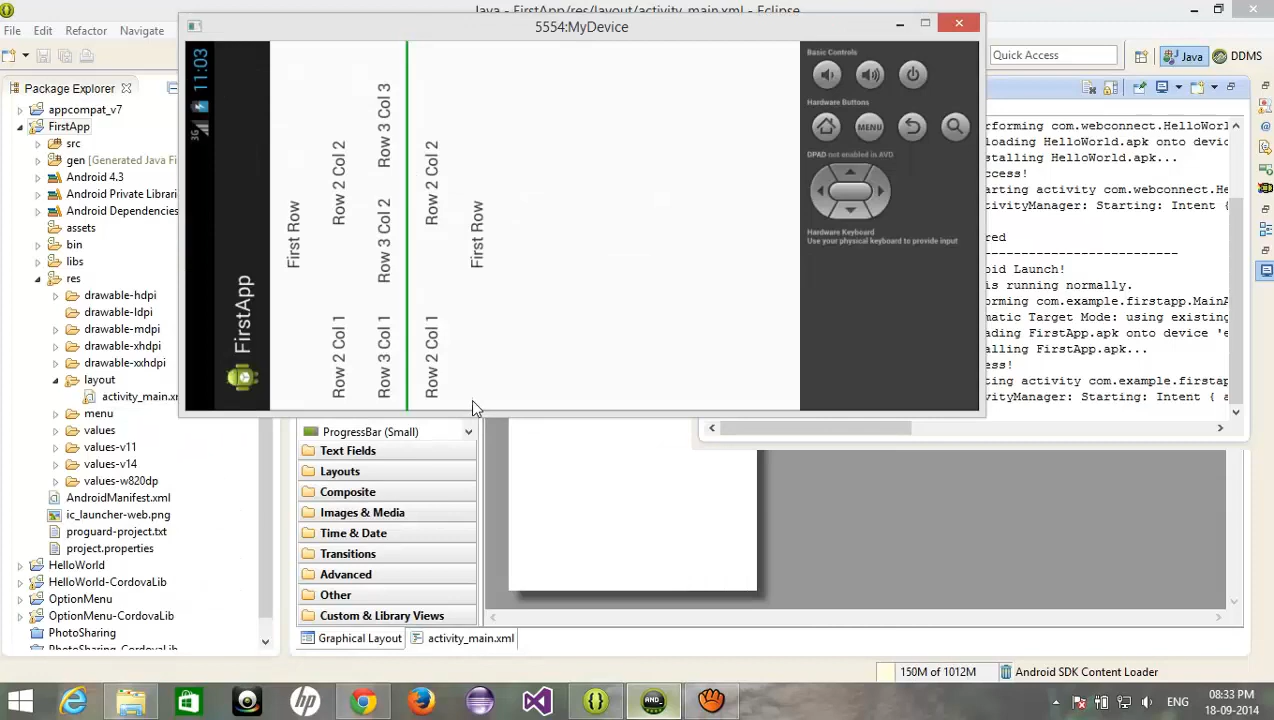 Java - FirstApp/res/layout/activity_main.xml - Eclipse
5554:MyDevice
File
Edit
Refactor
Navigate
Quick Access
Java
DDMS
Package Explorer
appcompat_v7
FirstApp
src
gen [Generated Java Fi
Android 4.3
Android Private Librari
Android Dependencies
assets
bin
libs
res
drawable-hdpi
drawable-ldpi
drawable-mdpi
drawable-xhdpi
drawable-xxhdpi
layout
activity_main.xr
menu
values
values-v11
values-v14
values-w820dp
AndroidManifest.xml
ic_launcher-web.png
proguard-project.txt
project.properties
HelloWorld
HelloWorld-CordovaLib
OptionMenu
OptionMenu-CordovaLib
PhotoSharing
PhotoSharing-CordovaLib
3G
11:03
FirstApp
First Row
Row 2 Col 1
Row 2 Col 2
Row 3 Col 1
Row 3 Col 2
Row 3 Col 3
Row 2 Col 1
Row 2 Col 2
First Row
Basic Controls
Hardware Buttons
MENU
DPAD not enabled in AVD
Hardware Keyboard
Use your physical keyboard to provide input
erforming com.webconnect.HelloWorl
loading HelloWorld.apk onto device
stalling HelloWorld.apk...
ccess!
arting activity com.webconnect.He
tivityManager: Starting: Intent {
ed
------------------------------
oid Launch!
is running normally.
forming com.example.firstapp.MainA
matic Target Mode: using existing
ading FirstApp.apk onto device 'e
alling FirstApp.apk...
ess!
ting activity com.example.firstap
vityManager: Starting: Intent { a
ProgressBar (Small)
Text Fields
Layouts
Composite
Images & Media
Time & Date
Transitions
Advanced
Other
Custom & Library Views
Graphical Layout
activity_main.xml
150M of 1012M
Android SDK Content Loader
hp
AND_
ENG
08:33 PM
18-09-2014